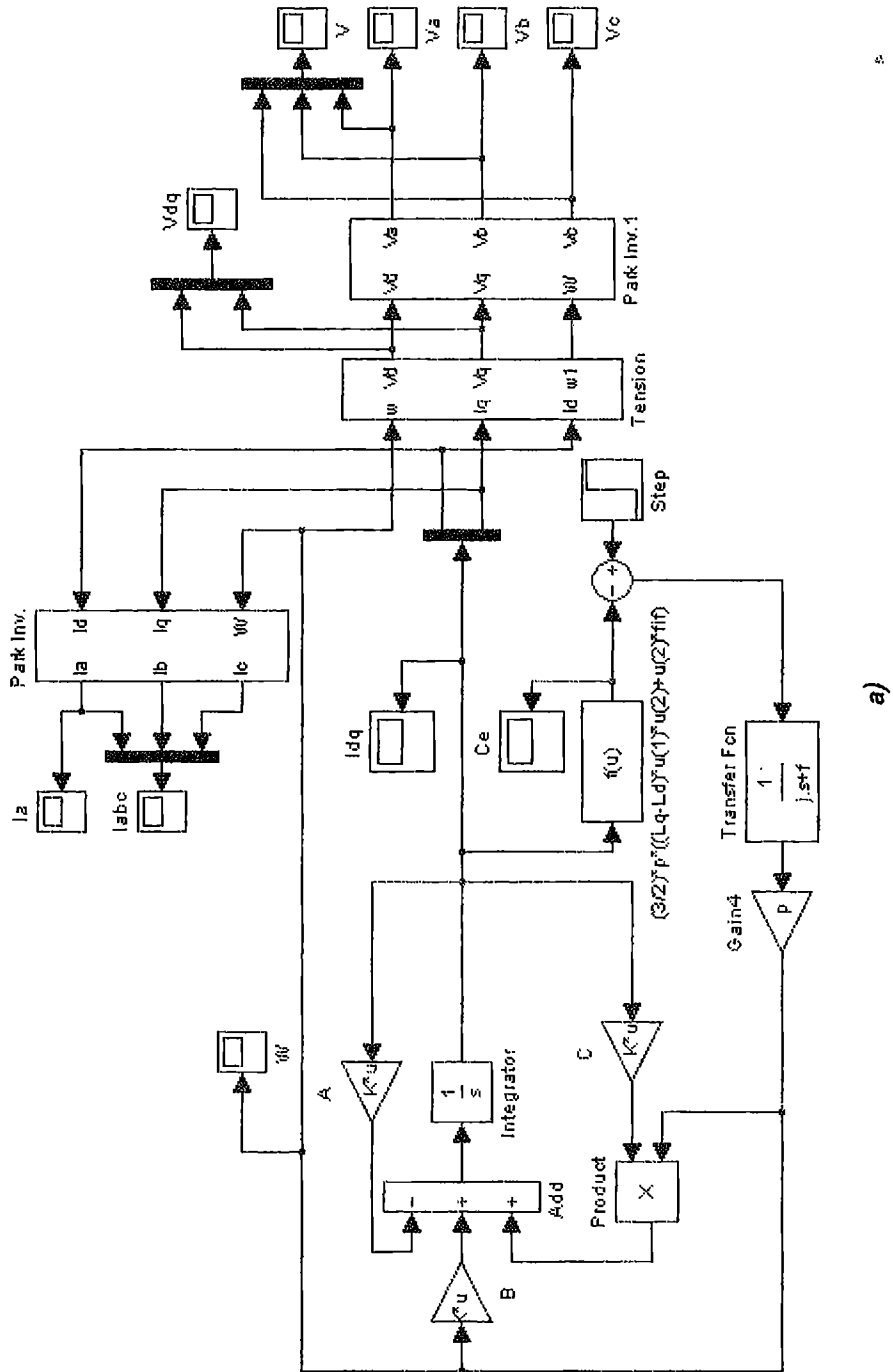 V
Va
Vb
Vc
Vdq
Vd Va
Vq Vb
W Vc
Park Inv.1
w Vd
Iq Vq
Id w1
Tension
Park Inv.
Ia Id
Ib Iq
Ic W
Ia
Iabc
Idq
Ce
f(u)
(3/2)*p*((Lq-Ld)*u(1)*u(2)+u(2)*fif)
Step
- +
1
j.s+f
Transfer Fcn
p
Gain4
W
A
K*u
1
s
Integrator
-
+
+
Add
K*u
B
K*u
C
Product
×
a)